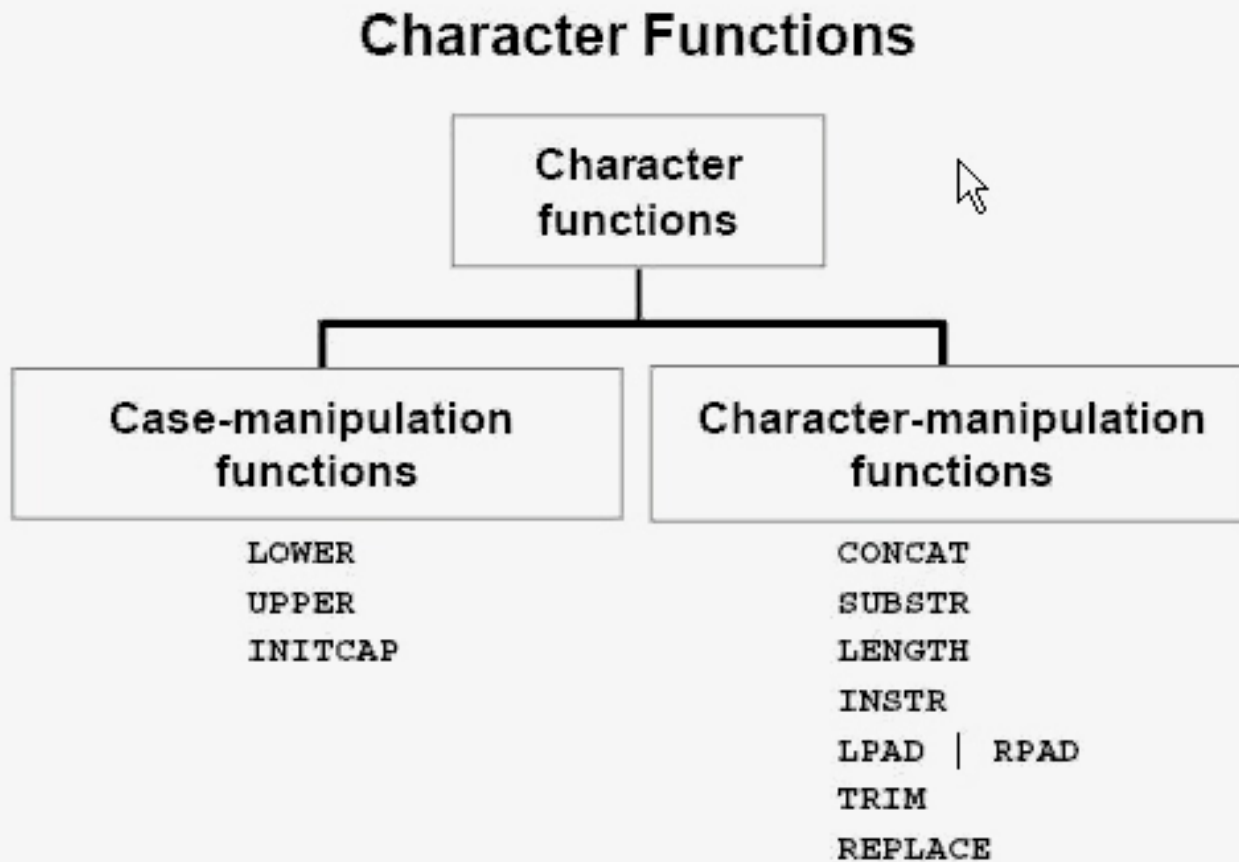 Character Functions
Character
functions
Case-manipulation
functions
LOWER
UPPER
INITCAP
Character-manipulation
functions
CONCAT
SUBSTR
LENGTH
INSTR
LPAD | RPAD
TRIM
REPLACE